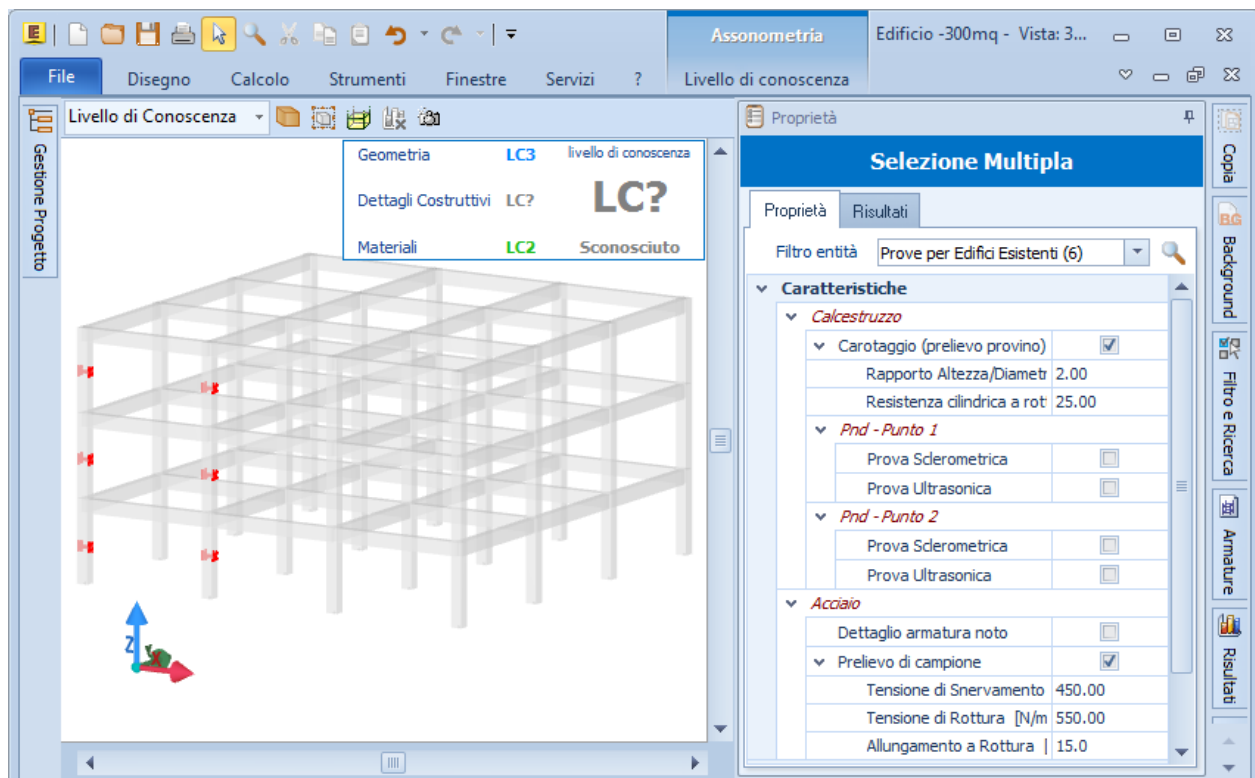 E
Assonometria
Edificio -300mq - Vista: 3...
File Disegno Calcolo Strumenti Finestre Servizi ? Livello di conoscenza
Livello di Conoscenza
Gestione Progetto
Geometria LC3 livello di conoscenza
Dettagli Costruttivi LC? LC?
Materiali LC2 Sconosciuto
Z
Proprietà
Selezione Multipla
Proprietà Risultati
Filtro entità Prove per Edifici Esistenti (6)
Caratteristiche
Calcestruzzo
Carotaggio (prelievo provino)
Rapporto Altezza/Diametr 2.00
Resistenza cilindrica a rot 25.00
Pnd - Punto 1
Prova Sclerometrica
Prova Ultrasonica
Pnd - Punto 2
Prova Sclerometrica
Prova Ultrasonica
Acciaio
Dettaglio armatura noto
Prelievo di campione
Tensione di Snervamento 450.00
Tensione di Rottura [N/m 550.00
Allungamento a Rottura 15.0
Copia
BG
Background
Filtro e Ricerca
Armature
Risultati